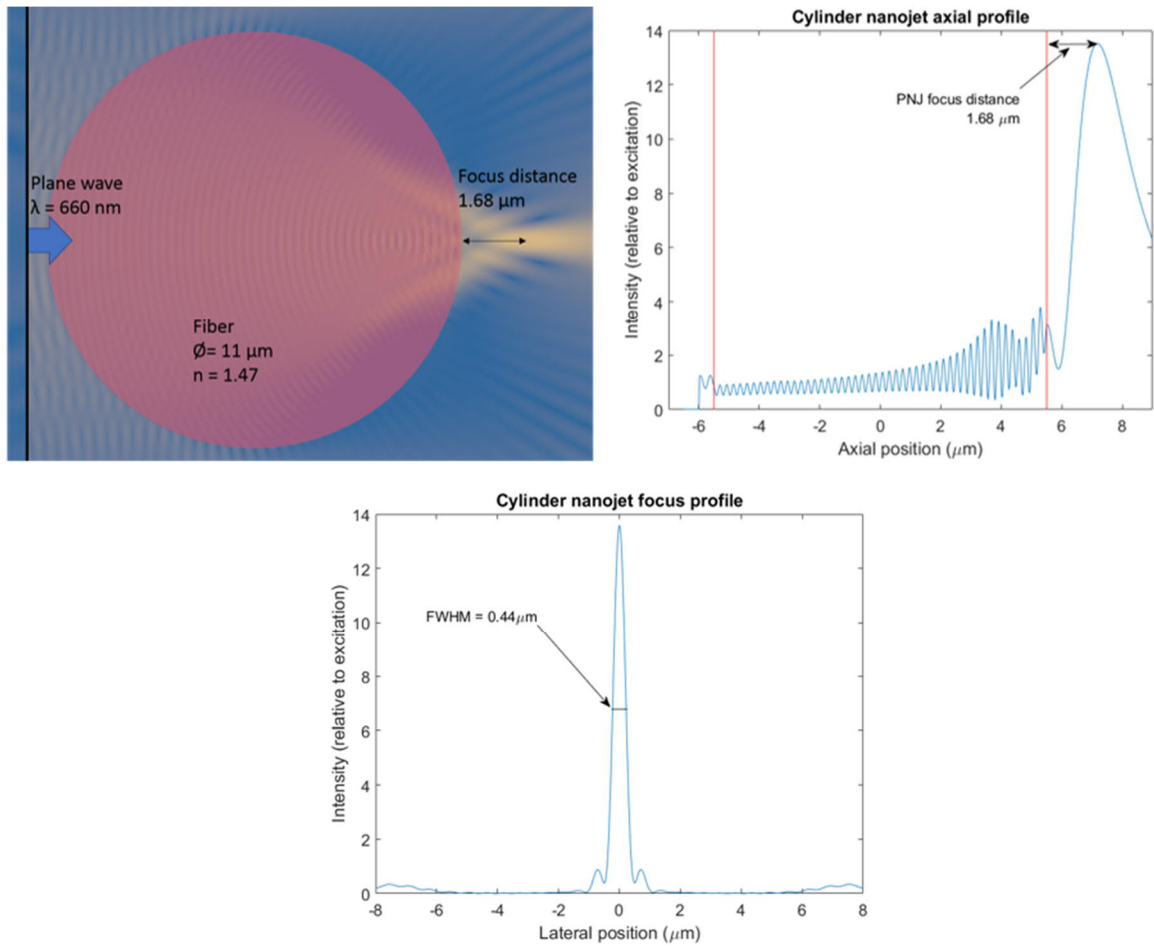 Plane wave
λ = 660 nm
Focus distance
1.68 µm
Fiber
Ø= 11 µm
n = 1.47
Cylinder nanojet axial profile
Intensity (relative to excitation)
14
12
10
8
6
4
2
0
PNJ focus distance
1.68 µm
-6
-4
-2
0
2
4
6
8
Axial position (µm)
Cylinder nanojet focus profile
Intensity (relative to excitation)
14
12
10
8
6
4
2
0
FWHM = 0.44µm
-8
-6
-4
-2
0
2
4
6
8
Lateral position (µm)